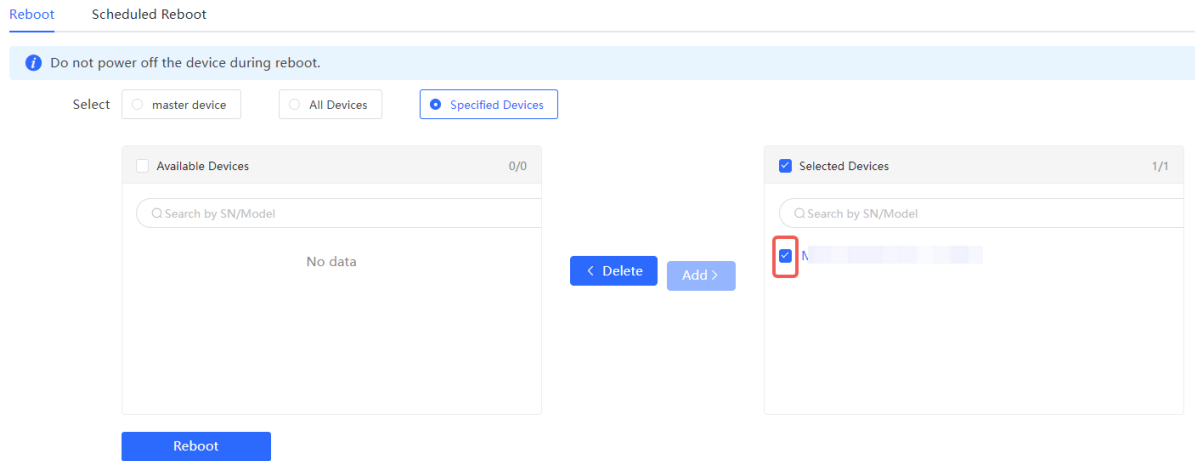 Reboot Scheduled Reboot
Do not power off the device during reboot.
Select master device All Devices Specified Devices
Available Devices 0/0 Selected Devices 1/1
Search by SN/Model Search by SN/Model
No data
< Delete Add >
Reboot